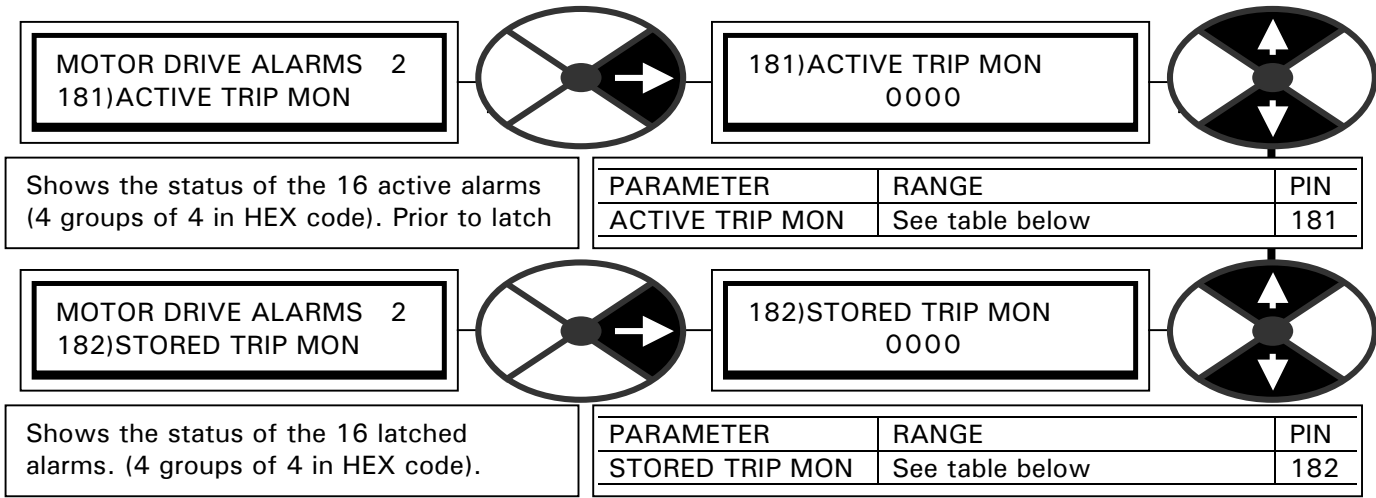 MOTOR DRIVE ALARMS 2
181)ACTIVE TRIP MON
181)ACTIVE TRIP MON
0000
Shows the status of the 16 active alarms
(4 groups of 4 in HEX code). Prior to latch
PARAMETER RANGE PIN
ACTIVE TRIP MON See table below 181
MOTOR DRIVE ALARMS 2
182)STORED TRIP MON
182)STORED TRIP MON
0000
Shows the status of the 16 latched
alarms. (4 groups of 4 in HEX code).
PARAMETER RANGE PIN
STORED TRIP MON See table below 182